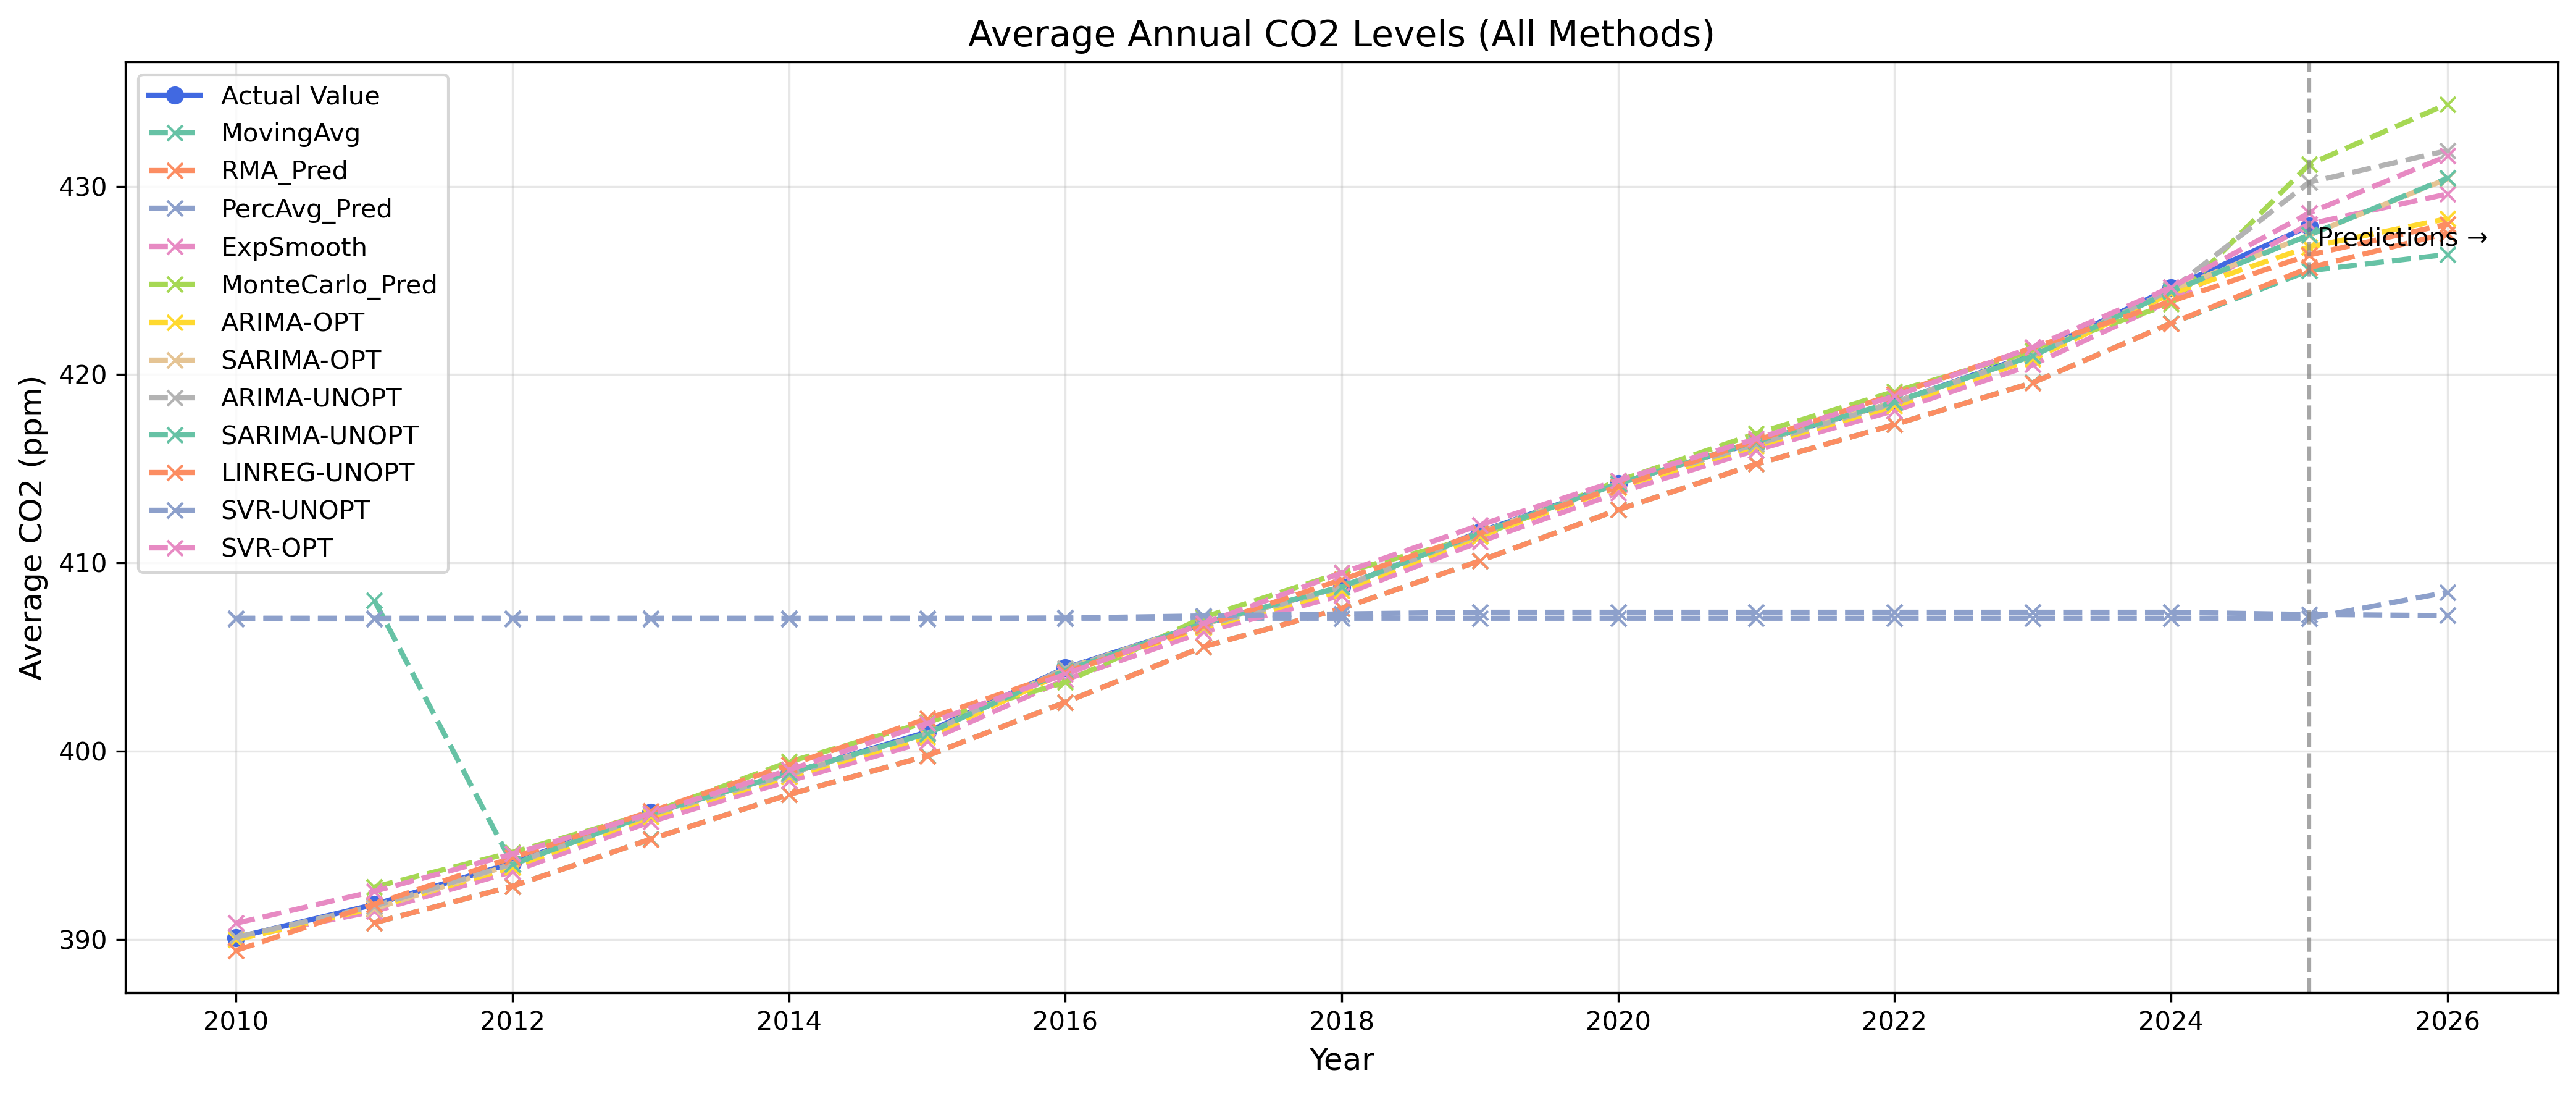 Average Annual CO2 Levels (All Methods)
Actual Value
MovingAvg
RMA_Pred
PercAvg_Pred
ExpSmooth
MonteCarlo_Pred
ARIMA-OPT
SARIMA-OPT
ARIMA-UNOPT
SARIMA-UNOPT
LINREG-UNOPT
SVR-UNOPT
SVR-OPT
Predictions →
Average CO2 (ppm)
430
420
410
400
390
2010 2012 2014 2016 2018 2020 2022 2024 2026
Year